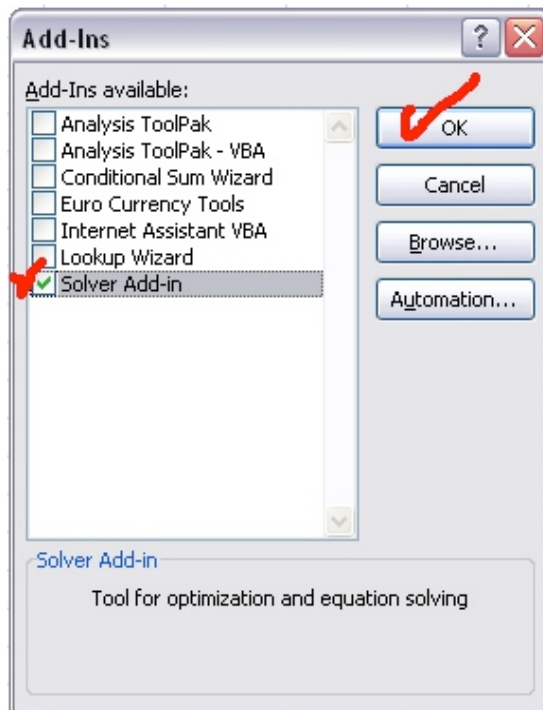 Add-Ins
Add-Ins available:
Analysis ToolPak
Analysis ToolPak - VBA
Conditional Sum Wizard
Euro Currency Tools
Internet Assistant VBA
Lookup Wizard
Solver Add-in
OK
Cancel
Browse...
Automation...
Solver Add-in
Tool for optimization and equation solving